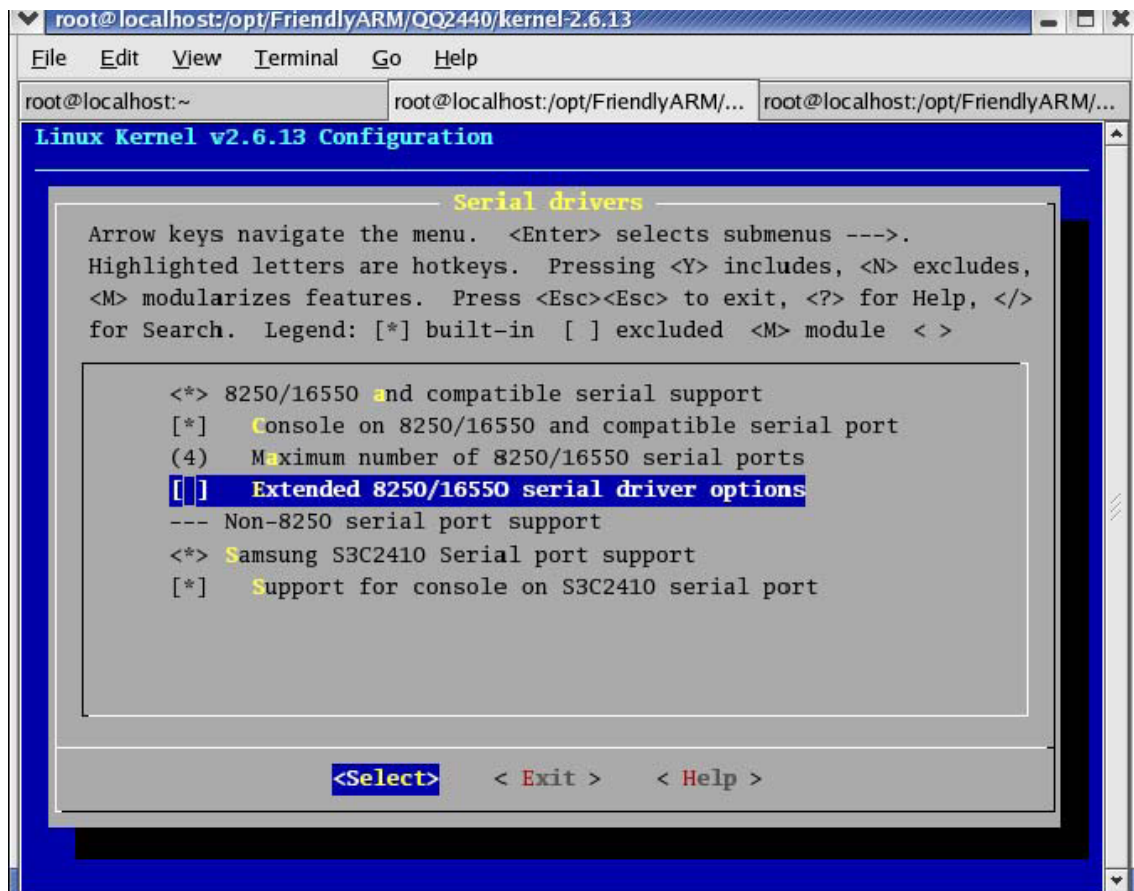 root@localhost:/opt/FriendlyARM/QQ2440/kernel-2.6.13
File Edit View Terminal Go Help
root@localhost:~ root@localhost:/opt/FriendlyARM/... root@localhost:/opt/FriendlyARM/...
Linux Kernel v2.6.13 Configuration
Serial drivers
Arrow keys navigate the menu. <Enter> selects submenus --->.
Highlighted letters are hotkeys. Pressing <Y> includes, <N> excludes,
<M> modularizes features. Press <Esc><Esc> to exit, <?> for Help, </>
for Search. Legend: [*] built-in [ ] excluded <M> module < >
<*> 8250/16550 and compatible serial support
[*] Console on 8250/16550 and compatible serial port
(4) Maximum number of 8250/16550 serial ports
[ ] Extended 8250/16550 serial driver options
--- Non-8250 serial port support
<*> Samsung S3C2410 Serial port support
[*] Support for console on S3C2410 serial port
<Select> < Exit > < Help >